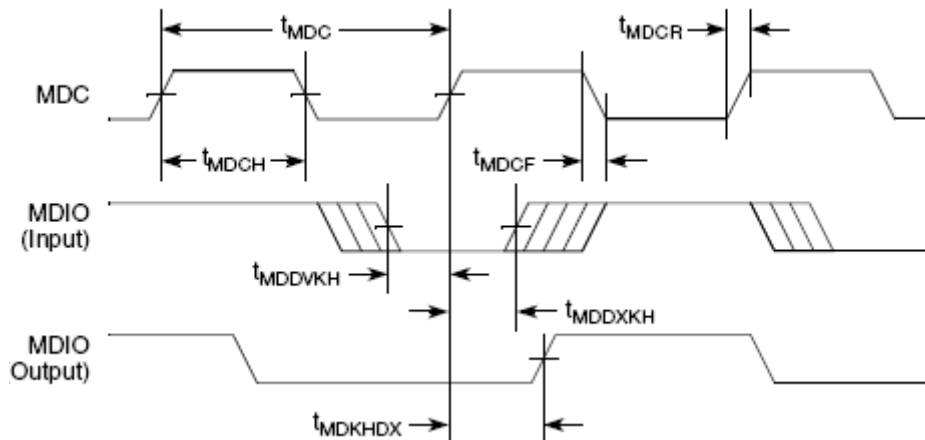 tMDC
tMDCR
MDC
tMDCH
tMDCF
MDIO
(Input)
tMDDVKH
tMDDXKH
MDIO
Output)
tMDKHDX